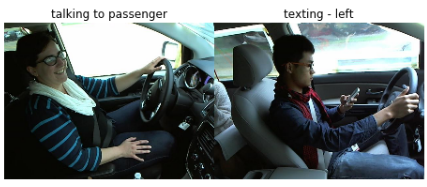 talking to passenger
texting - left